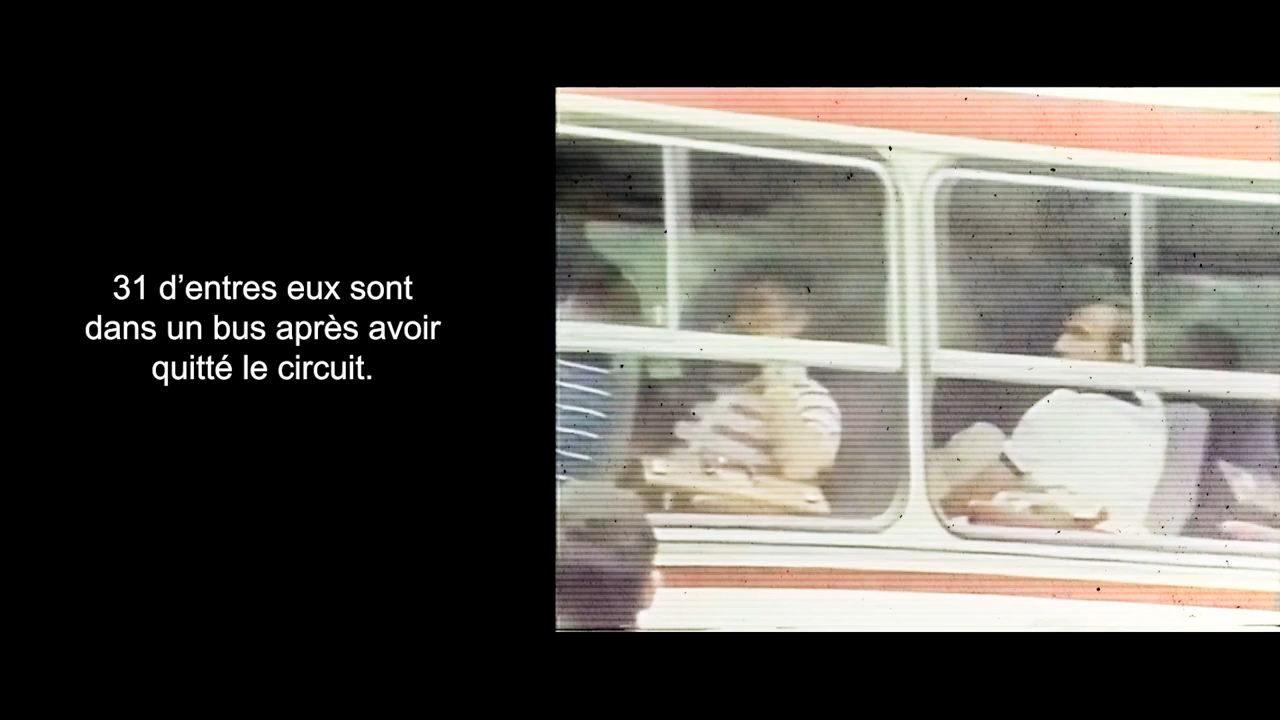 31 d’entres eux sont
dans un bus après avoir
quitté le circuit.